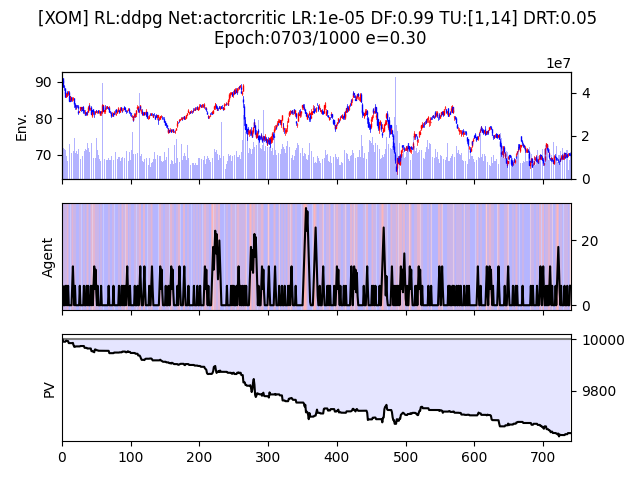 [XOM] RL:ddpg Net:actorcritic LR:1e-05 DF:0.99 TU:[1,14] DRT:0.05
Epoch:0703/1000 e=0.30
1e7
90
80
70
Env.
4
2
0
Agent
20
0
PV
10000
9800
0 100 200 300 400 500 600 700